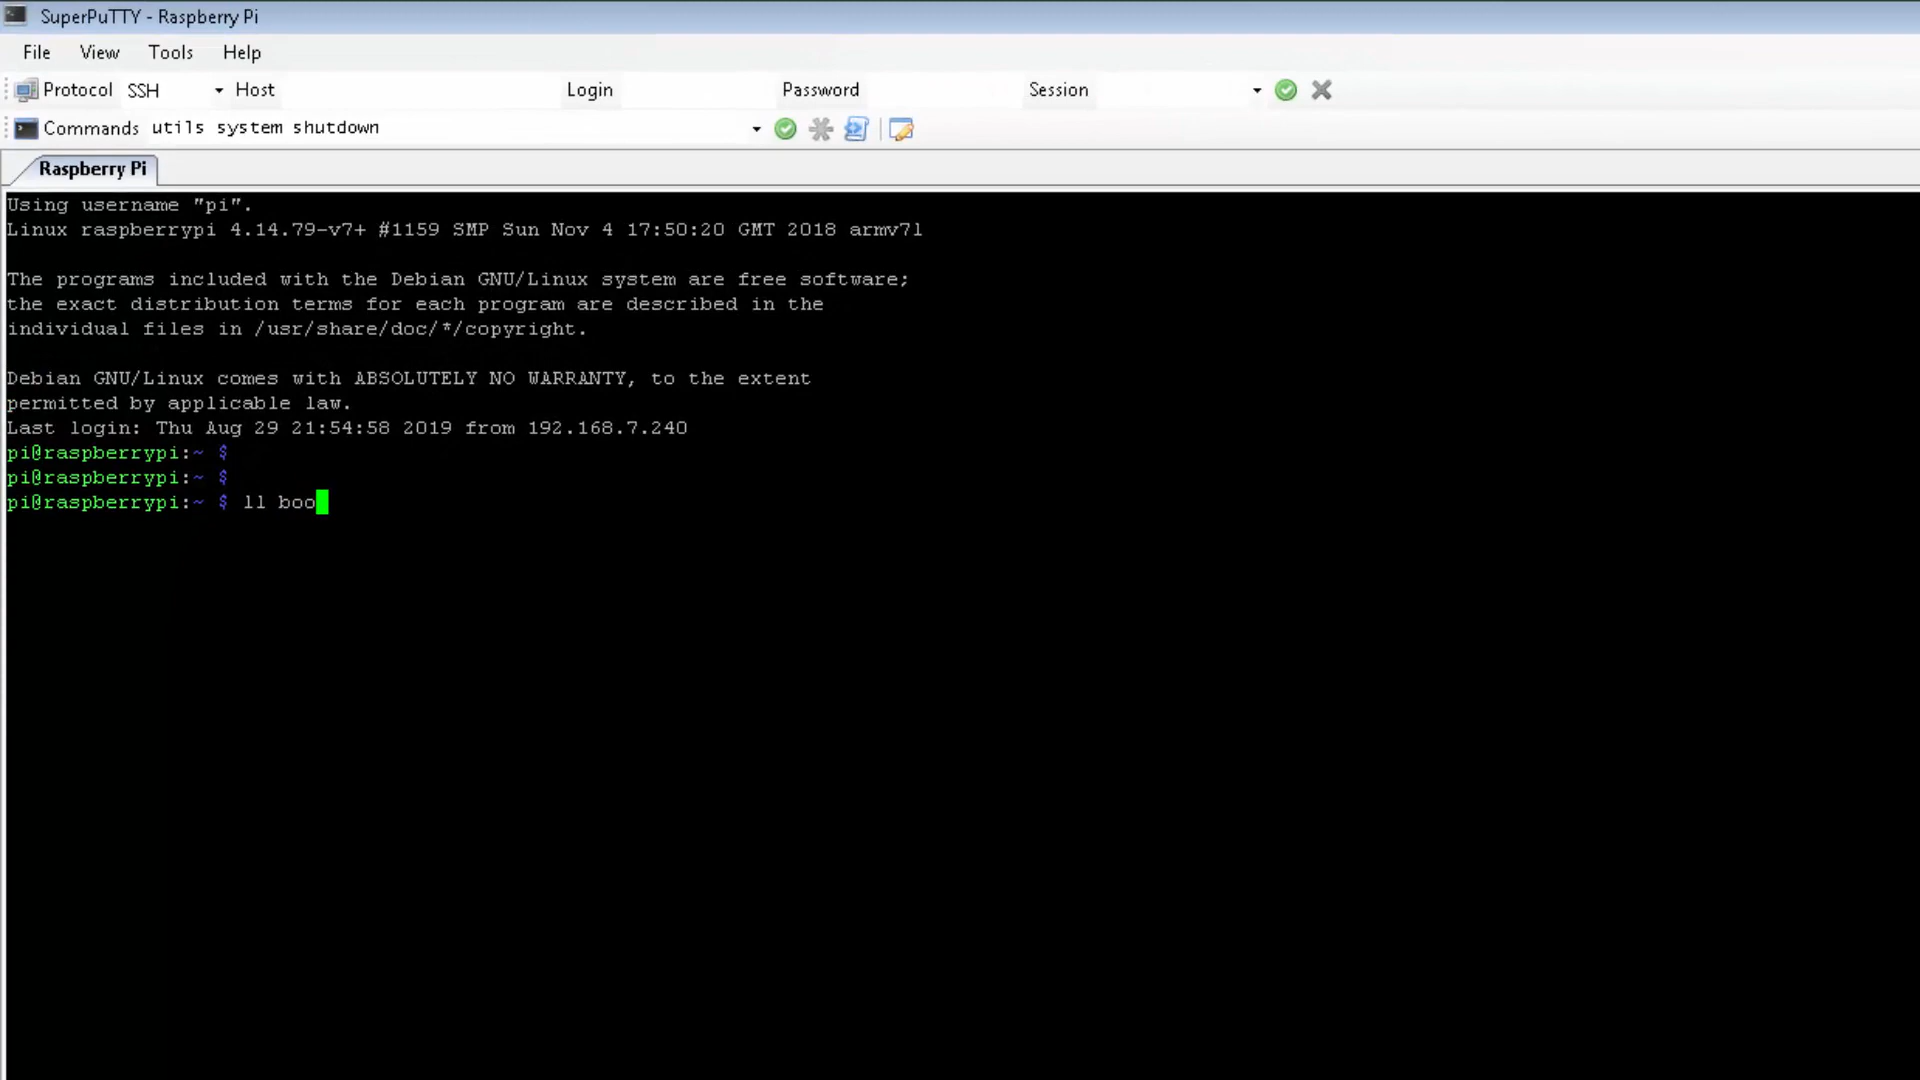 SuperPuTTY - Raspberry Pi
File View Tools Help
Protocol SSH Host Login Password Session
Commands utils system shutdown
Raspberry Pi
Using username "pi".
Linux raspberrypi 4.14.79-v7+ #1159 SMP Sun Nov 4 17:50:20 GMT 2018 armv7l
The programs included with the Debian GNU/Linux system are free software;
the exact distribution terms for each program are described in the
individual files in /usr/share/doc/*/copyright.
Debian GNU/Linux comes with ABSOLUTELY NO WARRANTY, to the extent
permitted by applicable law.
Last login: Thu Aug 29 21:54:58 2019 from 192.168.7.240
pi@raspberrypi:~ $
pi@raspberrypi:~ $
pi@raspberrypi:~ $ ll boo